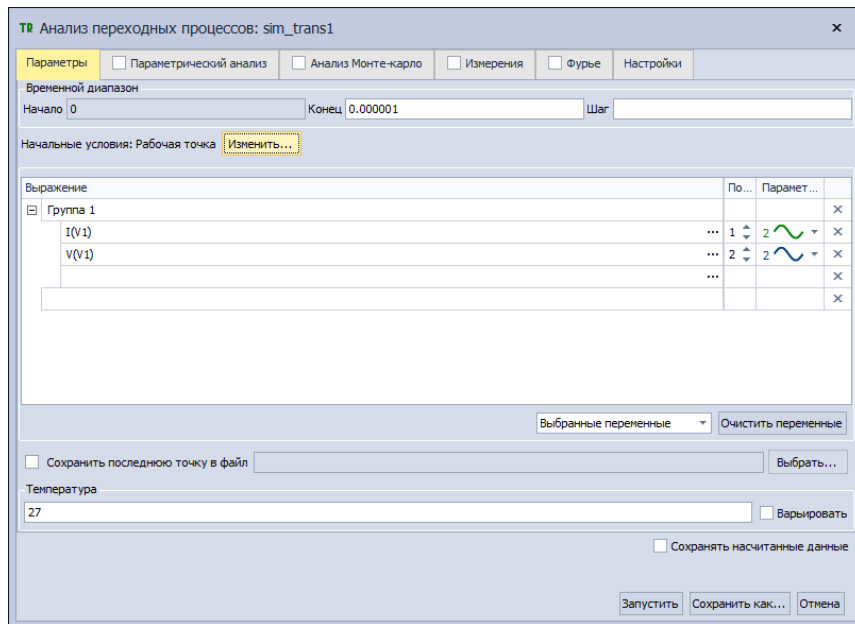 TR Анализ переходных процессов: sim_trans1
Параметры Параметрический анализ Анализ Монте-карло Измерения Фурье Настройки
Временной диапазон
Начало 0 Конец 0.000001 Шаг
Начальные условия: Рабочая точка Изменить...
Выражение По... Парамет...
Группа 1
I(V1) ... 1 2
V(V1) ... 2 2
...
Выбранные переменные Очистить переменные
Сохранить последнюю точку в файл Выбрать...
Температура
27 Варьировать
Сохранять насчитанные данные
Запустить Сохранить как... Отмена